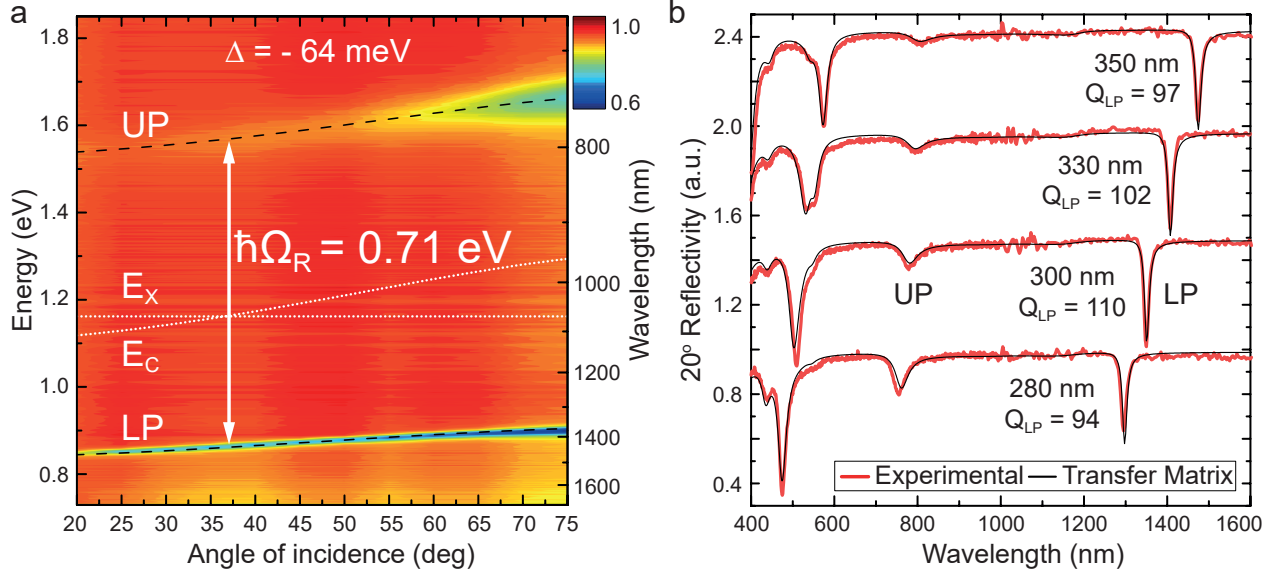 a
Δ = - 64 meV
1.0
0.6
UP
ħΩR = 0.71 eV
EX
EC
LP
1.8
1.6
1.4
1.2
1.0
0.8
Energy (eV)
800
1000
1200
1400
1600
Wavelength (nm)
20 25 30 35 40 45 50 55 60 65 70 75
Angle of incidence (deg)
b
2.4
2.0
1.6
1.2
0.8
0.4
20º Reflectivity (a.u.)
350 nm
QLP = 97
330 nm
QLP = 102
300 nm
QLP = 110
UP
LP
280 nm
QLP = 94
Experimental
Transfer Matrix
400 600 800 1000 1200 1400 1600
Wavelength (nm)